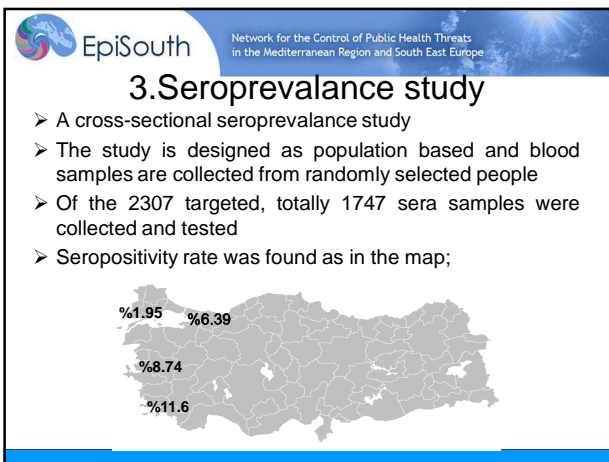 EpiSouth
Network for the Control of Public Health Threats
in the Mediterranean Region and South East Europe
3.Seroprevalance study
➢ A cross-sectional seroprevalance study
➢ The study is designed as population based and blood
samples are collected from randomly selected people
➢ Of the 2307 targeted, totally 1747 sera samples were
collected and tested
➢ Seropositivity rate was found as in the map;
%1.95
%6.39
%8.74
%11.6